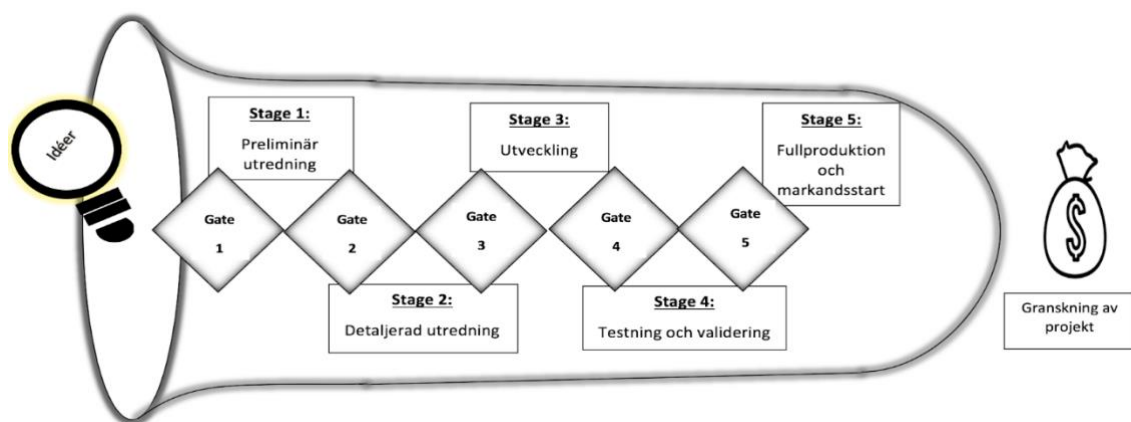 Idéer
Stage 1:
Preliminär
utredning
Stage 3:
Utveckling
Stage 5:
Fullproduktion
och
markandsstart
Gate
1
Gate
2
Gate
3
Gate
4
Gate
5
Stage 2:
Detaljerad utredning
Stage 4:
Testning och validering
$
Granskning av
projekt